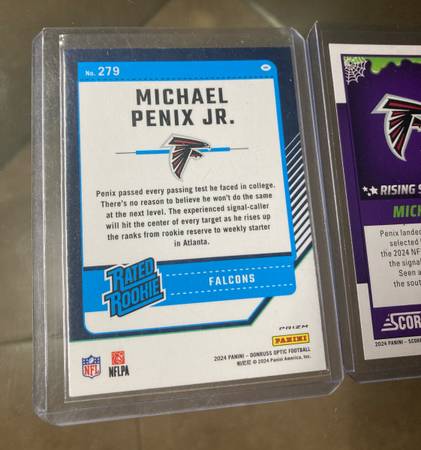 No. 279
MICHAEL
PENIX JR.
Penix passed every passing test he faced in college.
There's no reason to believe he won't do the same
at the next level. The experienced signal-caller
will hit the center of every target as he rises up
the ranks from rookie reserve to weekly starter
in Atlanta.
RATED
ROOKIE
FALCONS
PRIZM
PANINI
NFL
NFLPA
2024 PANINI – DONRUSS OPTIC FOOTBALL
© 2024 Panini America, Inc.
RISING S
MICH
Penix landed
selected
the 2024 NF
the signal
Seen a
the sout
SCOR
2024 PANINI – SCORE